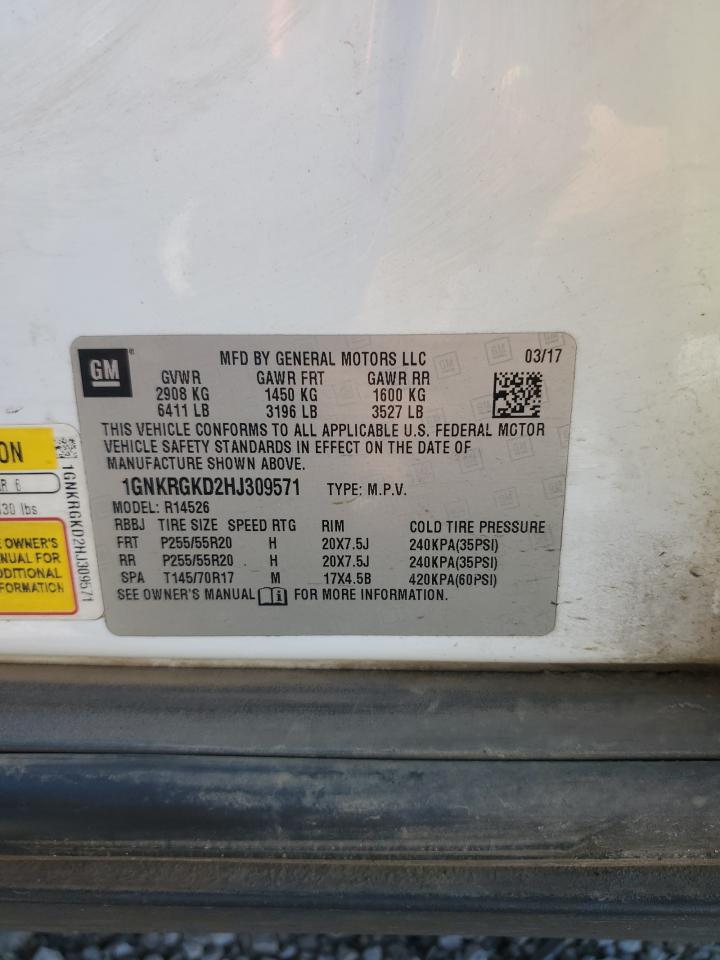 GM
MFD BY GENERAL MOTORS LLC 03/17
GVWR GAWR FRT GAWR RR
2908 KG 1450 KG 1600 KG
6411 LB 3196 LB 3527 LB
THIS VEHICLE CONFORMS TO ALL APPLICABLE U.S. FEDERAL MOTOR
VEHICLE SAFETY STANDARDS IN EFFECT ON THE DATE OF
MANUFACTURE SHOWN ABOVE.
1GNKRGKD2HJ309571 TYPE: M.P.V.
MODEL: R14526
RBBJ TIRE SIZE SPEED RTG RIM COLD TIRE PRESSURE
FRT P255/55R20 H 20X7.5J 240KPA(35PSI)
RR P255/55R20 H 20X7.5J 240KPA(35PSI)
SPA T145/70R17 M 17X4.5B 420KPA(60PSI)
SEE OWNER'S MANUAL FOR MORE INFORMATION.
ON
R 6
30 lbs
OWNER'S
NUAL FOR
DDITIONAL
FORMATION
1GNKRGKD2HJ309571